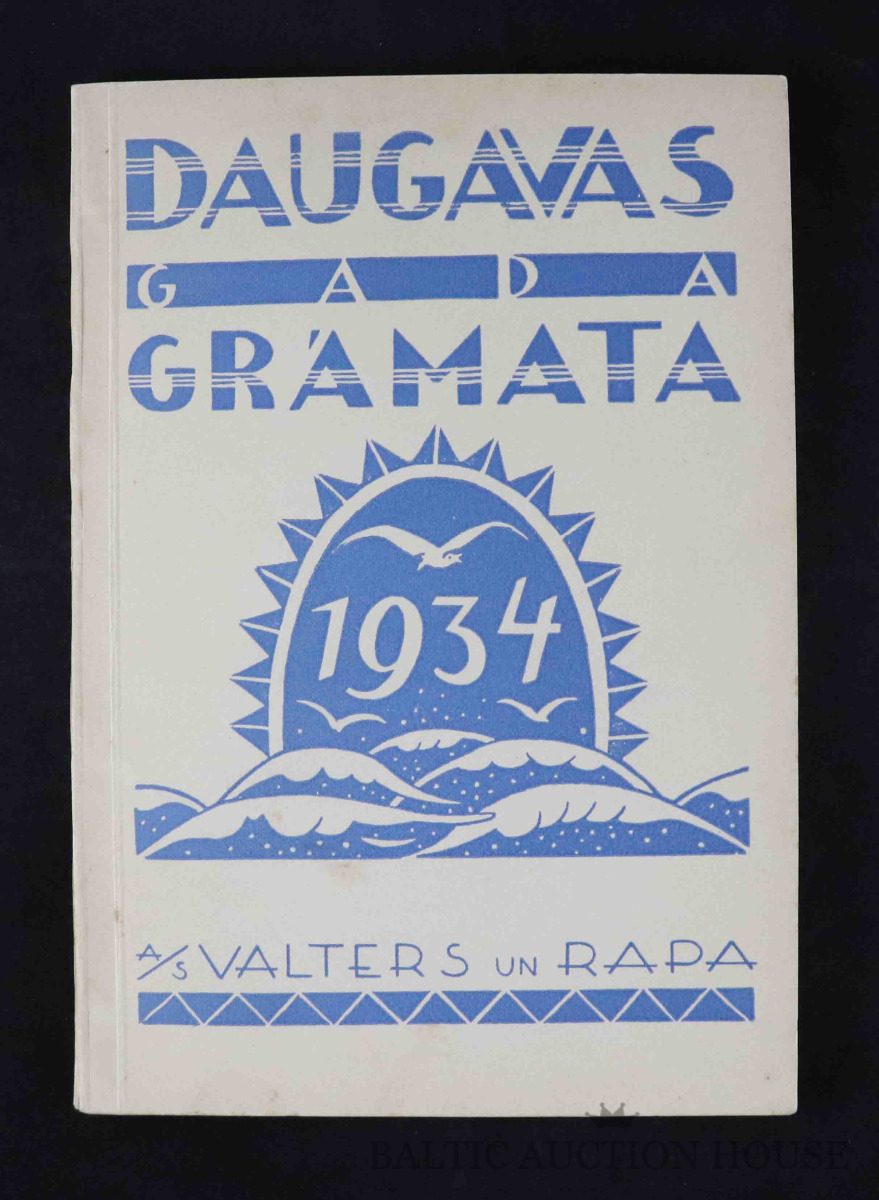 DAUGAVAS
GADA
GRĀMATA
1934
A/S VALTERS UN RAPA
BALTIC AUCTION HOUSE